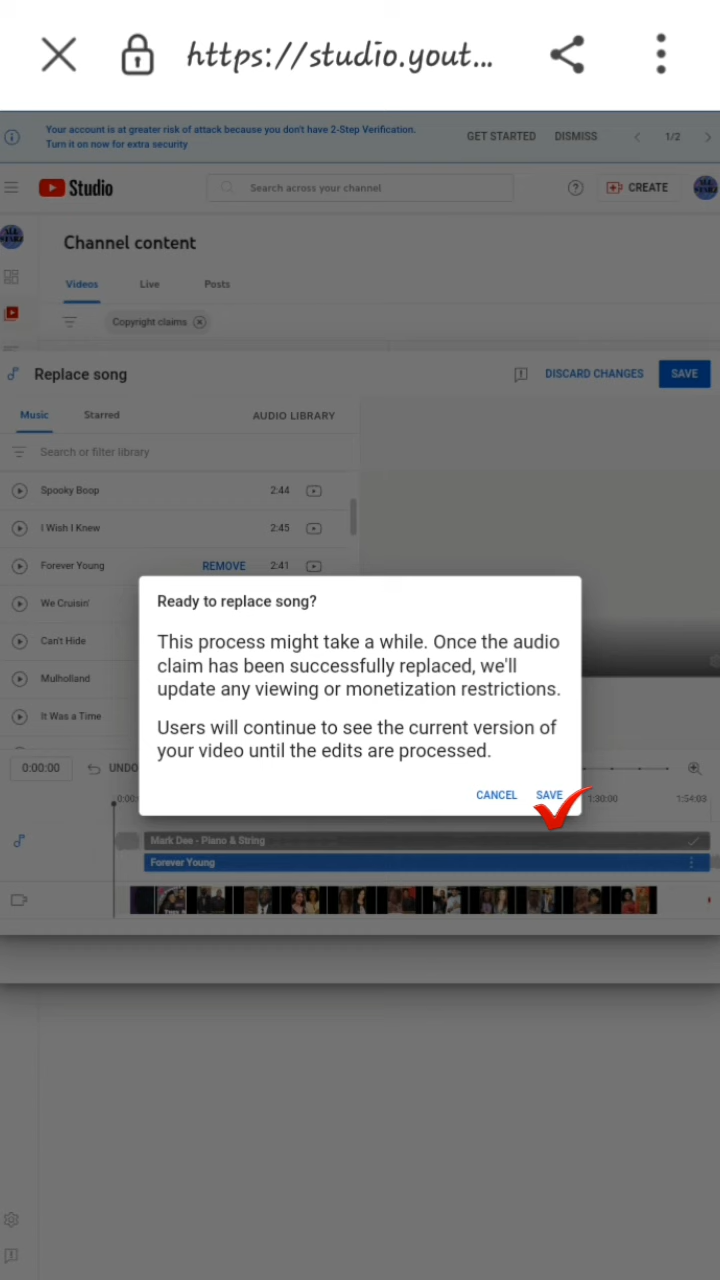 https://studio.yout...
Your account is at greater risk of attack because you don't have 2-Step Verification.
Turn it on now for extra security
GET STARTED
DISMISS
1/2
Studio
Search across your channel
CREATE
Channel content
Videos
Live
Posts
Copyright claims
Replace song
DISCARD CHANGES
SAVE
Music
Starred
AUDIO LIBRARY
Search or filter library
Spooky Boop 2:44
I Wish I Knew 2:45
Forever Young REMOVE 2:41
We Cruisin'
Can't Hide
Mulholland
It Was a Time
Ready to replace song?
This process might take a while. Once the audio
claim has been successfully replaced, we'll
update any viewing or monetization restrictions.
Users will continue to see the current version of
your video until the edits are processed.
CANCEL
SAVE
0:00:00
UNDO
1:30:00
1:54:03
Mark Dee - Piano & String
Forever Young